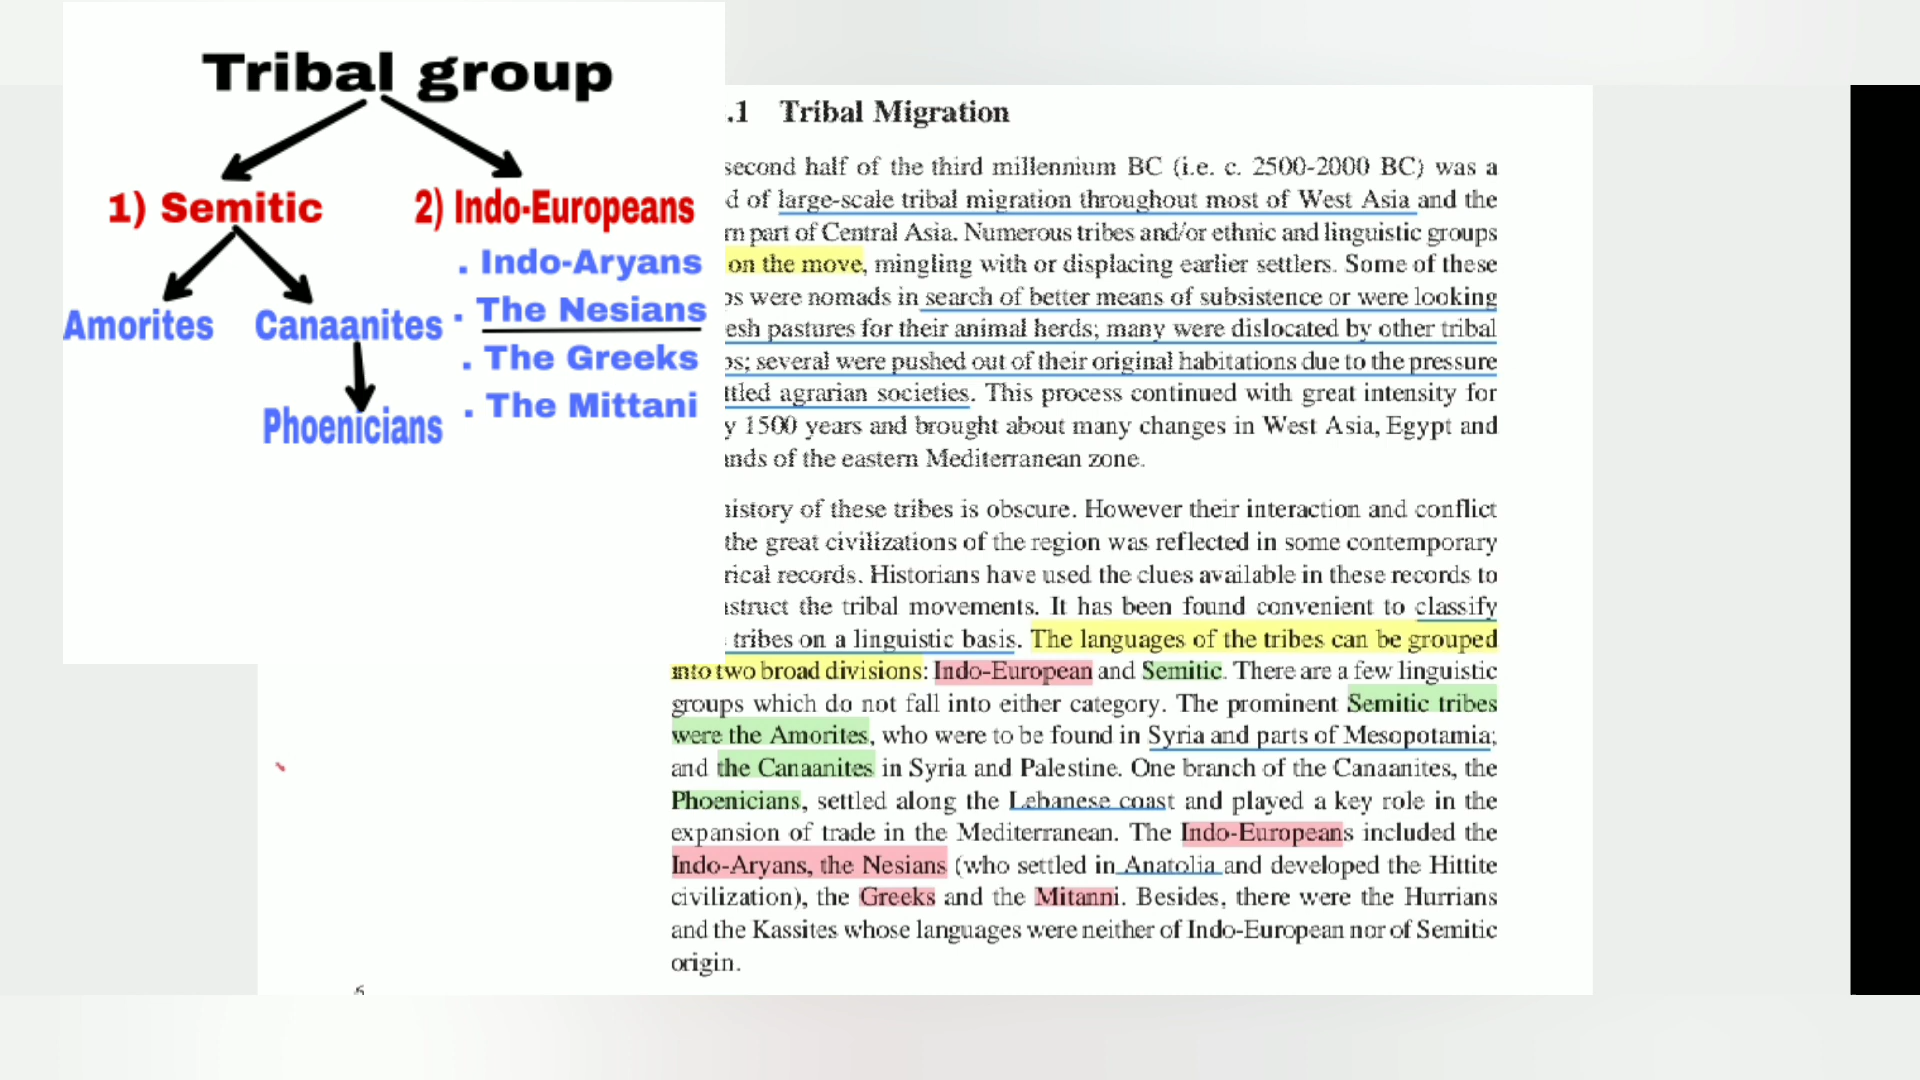 Tribal group
1) Semitic
2) Indo-Europeans
Amorites
Canaanites
Phoenicians
. Indo-Aryans
. The Nesians
. The Greeks
. The Mittani
.1 Tribal Migration
second half of the third millennium BC (i.e. c. 2500-2000 BC) was a
d of large-scale tribal migration throughout most of West Asia and the
rn part of Central Asia. Numerous tribes and/or ethnic and linguistic groups
on the move, mingling with or displacing earlier settlers. Some of these
ps were nomads in search of better means of subsistence or were looking
esh pastures for their animal herds; many were dislocated by other tribal
ps; several were pushed out of their original habitations due to the pressure
ttled agrarian societies. This process continued with great intensity for
y 1500 years and brought about many changes in West Asia, Egypt and
ands of the eastern Mediterranean zone.
history of these tribes is obscure. However their interaction and conflict
the great civilizations of the region was reflected in some contemporary
rical records. Historians have used the clues available in these records to
nstruct the tribal movements. It has been found convenient to classify
tribes on a linguistic basis. The languages of the tribes can be grouped
into two broad divisions: Indo-European and Semitic. There are a few linguistic
groups which do not fall into either category. The prominent Semitic tribes
were the Amorites, who were to be found in Syria and parts of Mesopotamia;
and the Canaanites in Syria and Palestine. One branch of the Canaanites, the
Phoenicians, settled along the Lebanese coast and played a key role in the
expansion of trade in the Mediterranean. The Indo-Europeans included the
Indo-Aryans, the Nesians (who settled in Anatolia and developed the Hittite
civilization), the Greeks and the Mitanni. Besides, there were the Hurrians
and the Kassites whose languages were neither of Indo-European nor of Semitic
origin.